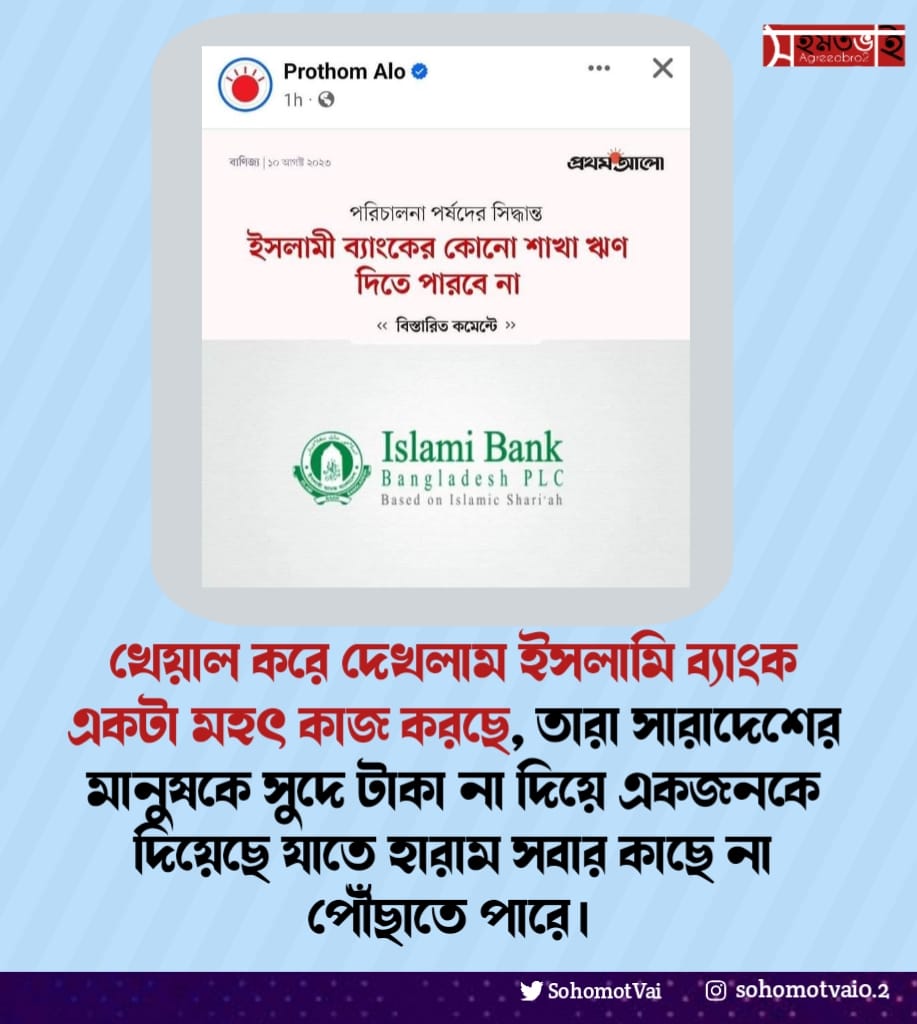 সহমতভাই
Agreeobro2
Prothom Alo
1h ·
বাণিজ্য | ১০ আগস্ট ২০২৩
প্রথম আলো
পরিচালনা পর্ষদের সিদ্ধান্ত
ইসলামী ব্যাংকের কোনো শাখা ঋণ
দিতে পারবে না
‹‹ বিস্তারিত কমেন্টে ››
Islami Bank
Bangladesh PLC
Based on Islamic Shari'ah
খেয়াল করে দেখলাম ইসলামি ব্যাংক
একটা মহৎ কাজ করছে, তারা সারাদেশের
মানুষকে সুদে টাকা না দিয়ে একজনকে
দিয়েছে যাতে হারাম সবার কাছে না
পৌঁছাতে পারে।
SohomotVai
sohomotvai0.2